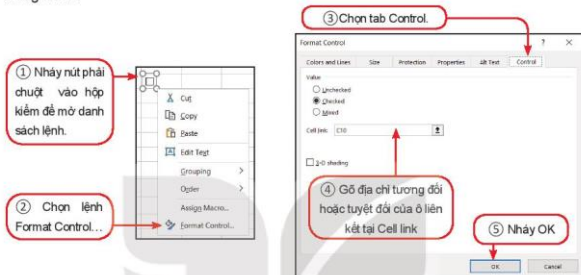 ③ Chọn tab Control.
① Nháy nút phải
chuột vào hộp
kiểm để mở danh
sách lệnh.
Cut
Copy
Paste
Edit Text
Grouping
Order
Assign Macro...
Format Control...
② Chọn lệnh
Format Control…
Format Control
? ×
Colors and Lines Size Protection Properties Alt Text Control
Value
Unchecked
Checked
Mixed
Cell link: C10
3-D shading
④ Gõ địa chỉ tương đối
hoặc tuyệt đối của ô liên
kết tại Cell link
⑤ Nháy OK
OK Cancel